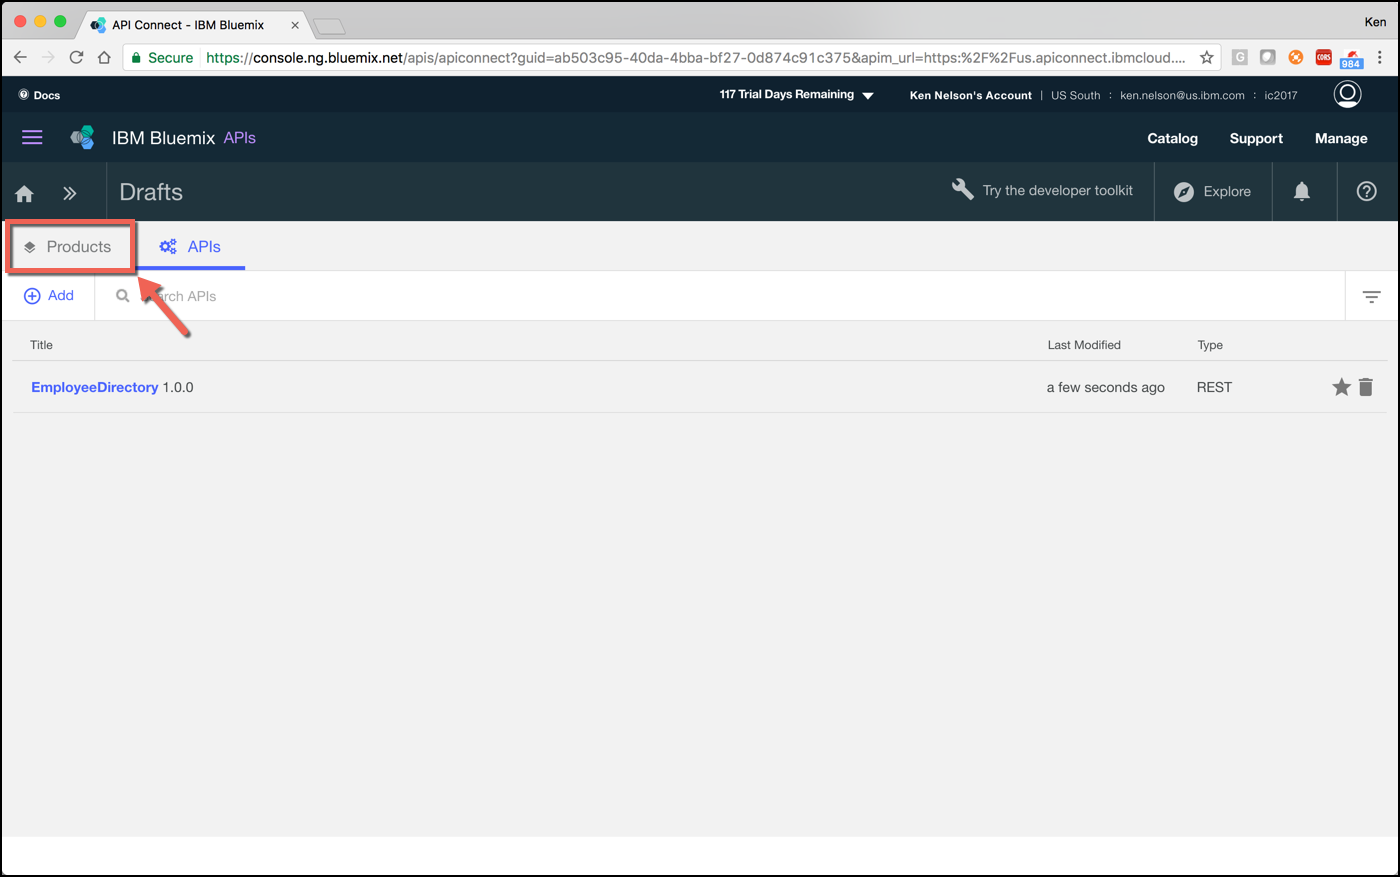 API Connect - IBM Bluemix
Ken
Secure https://console.ng.bluemix.net/apis/apiconnect?guid=ab503c95-40da-4bba-bf27-0d874c91c375&apim_url=https:%2F%2Fus.apiconnect.ibmcloud....
G
CORS
984
Docs
117 Trial Days Remaining
Ken Nelson's Account | US South : ken.nelson@us.ibm.com : ic2017
IBM Bluemix APIs
Catalog Support Manage
Drafts
Try the developer toolkit
Explore
Products
APIs
Add
rch APIs
Title Last Modified Type
EmployeeDirectory 1.0.0 a few seconds ago REST